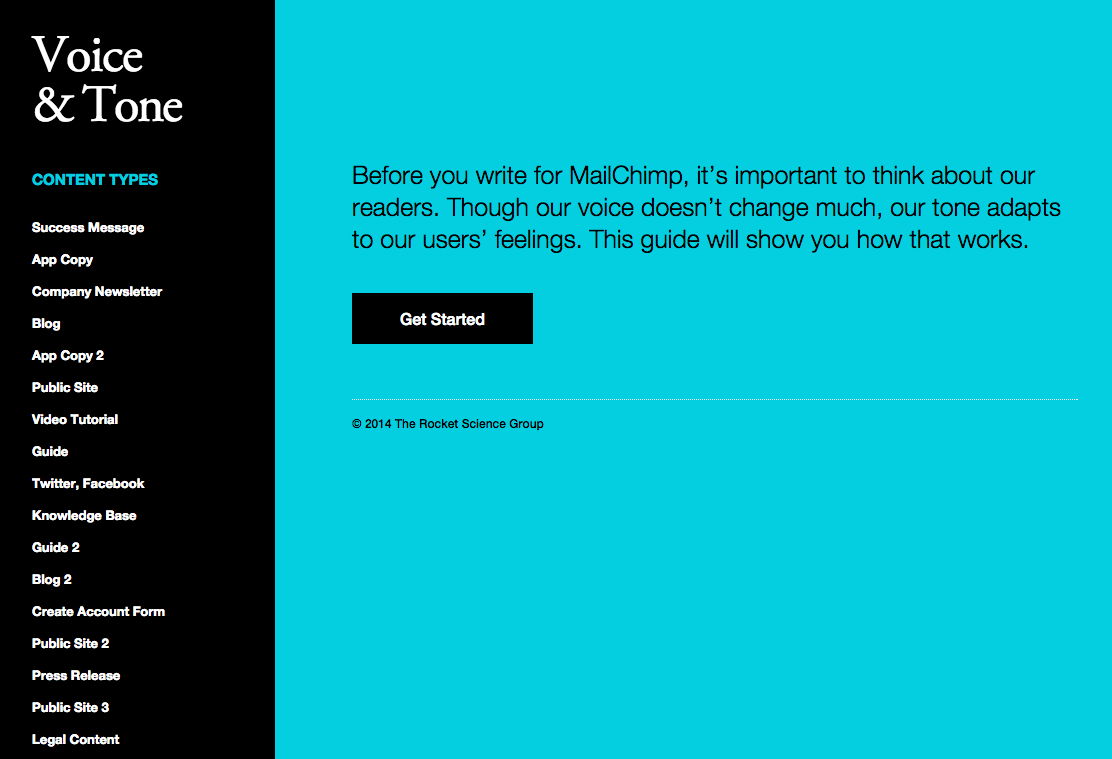 Voice
& Tone
CONTENT TYPES
Success Message
App Copy
Company Newsletter
Blog
App Copy 2
Public Site
Video Tutorial
Guide
Twitter, Facebook
Knowledge Base
Guide 2
Blog 2
Create Account Form
Public Site 2
Press Release
Public Site 3
Legal Content
Before you write for MailChimp, it’s important to think about our
readers. Though our voice doesn’t change much, our tone adapts
to our users’ feelings. This guide will show you how that works.
Get Started
© 2014 The Rocket Science Group